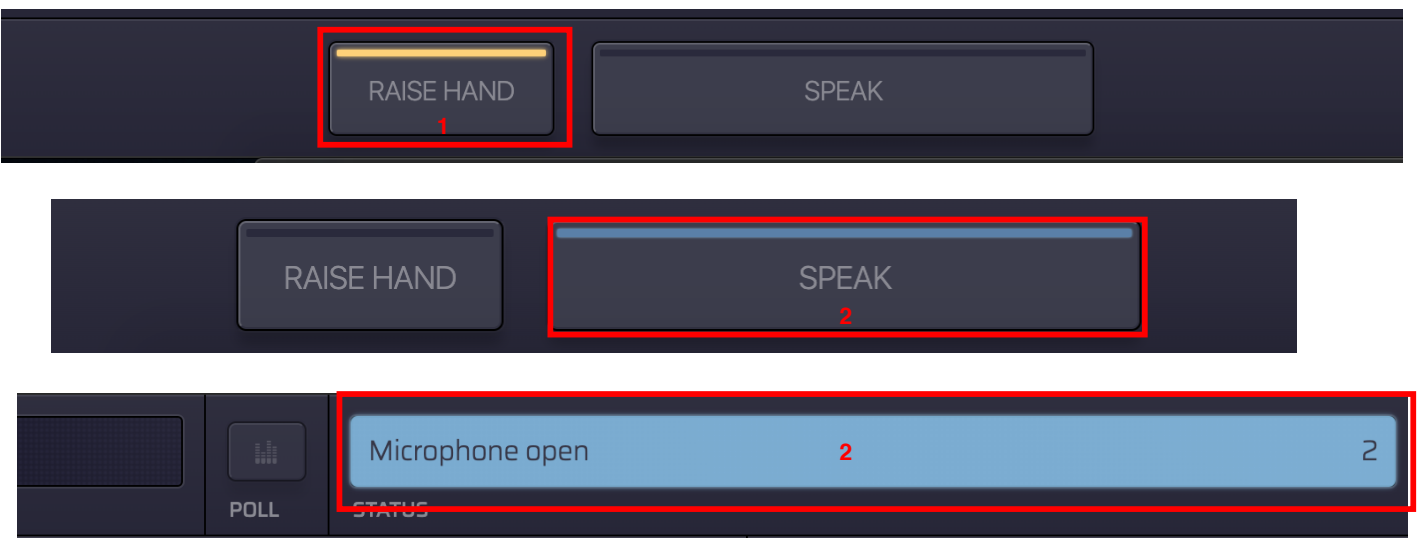 RAISE HAND
SPEAK
1
RAISE HAND
SPEAK
2
Microphone open
2
2
POLL
STATUS